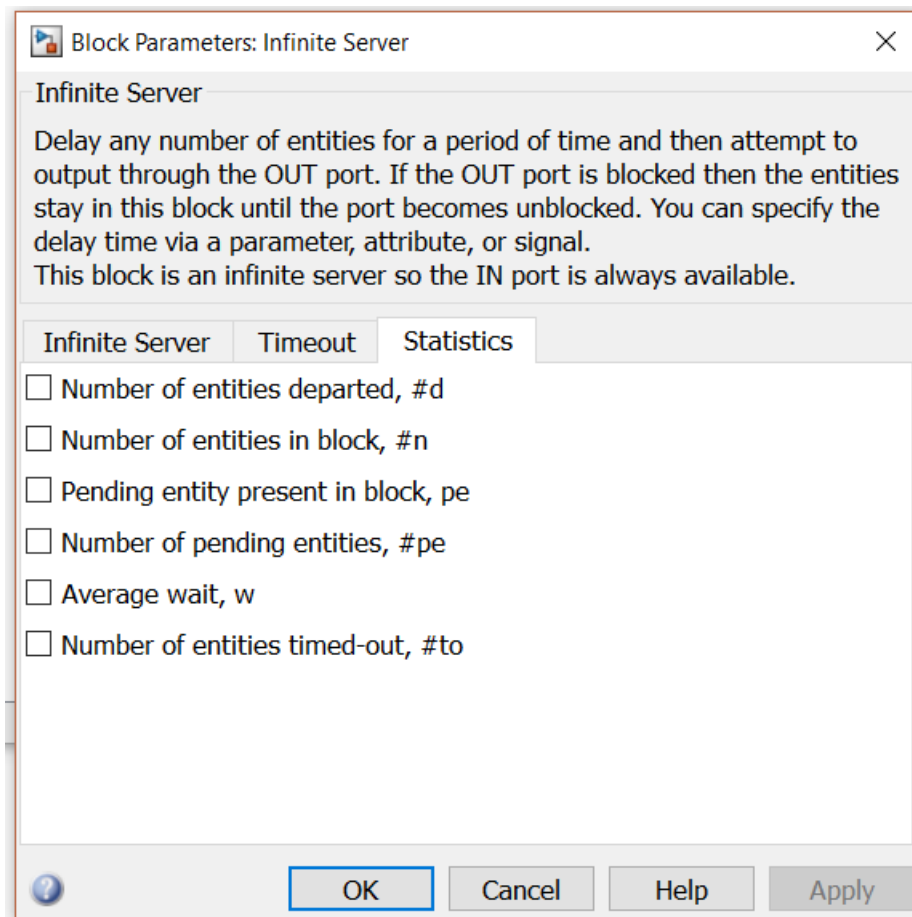 Block Parameters: Infinite Server
Infinite Server
Delay any number of entities for a period of time and then attempt to
output through the OUT port. If the OUT port is blocked then the entities
stay in this block until the port becomes unblocked. You can specify the
delay time via a parameter, attribute, or signal.
This block is an infinite server so the IN port is always available.
Infinite Server Timeout Statistics
Number of entities departed, #d
Number of entities in block, #n
Pending entity present in block, pe
Number of pending entities, #pe
Average wait, w
Number of entities timed-out, #to
OK Cancel Help Apply